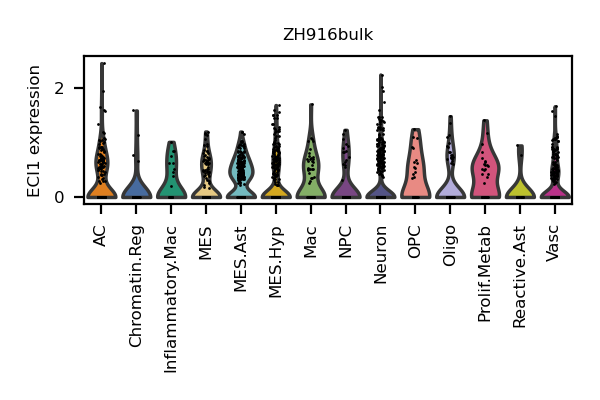 ZH916bulk
ECI1 expression
2
0
AC
Chromatin.Reg
Inflammatory.Mac
MES
MES.Ast
MES.Hyp
Mac
NPC
Neuron
OPC
Oligo
Prolif.Metab
Reactive.Ast
Vasc